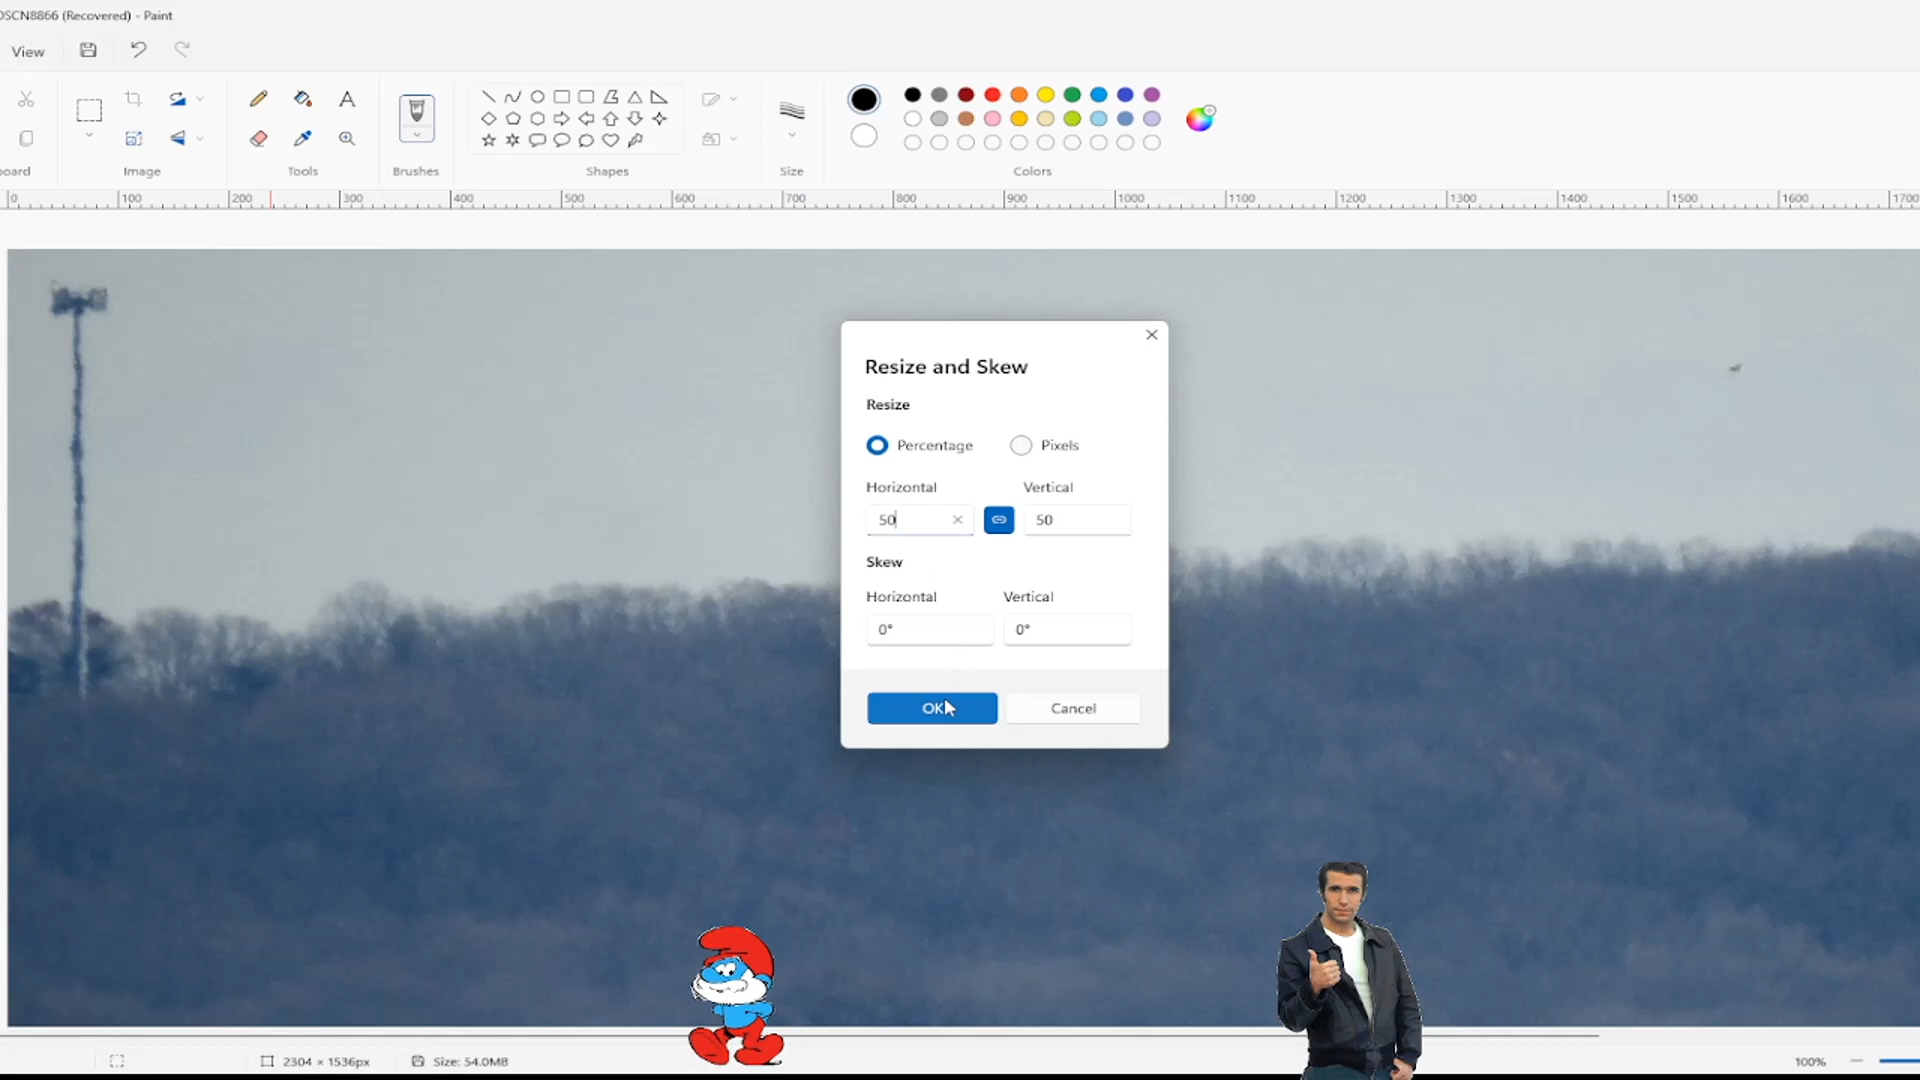 DSCN8866 (Recovered) - Paint
View
oard
Image
Tools
Brushes
Shapes
Size
Colors
0 100 200 300 400 500 600 700 800 900 1000 1100 1200 1300 1400 1500 1600 1700
Resize and Skew
Resize
Percentage Pixels
Horizontal Vertical
50 50
Skew
Horizontal Vertical
0° 0°
OK Cancel
2304 × 1536px Size: 54.0MB 100%